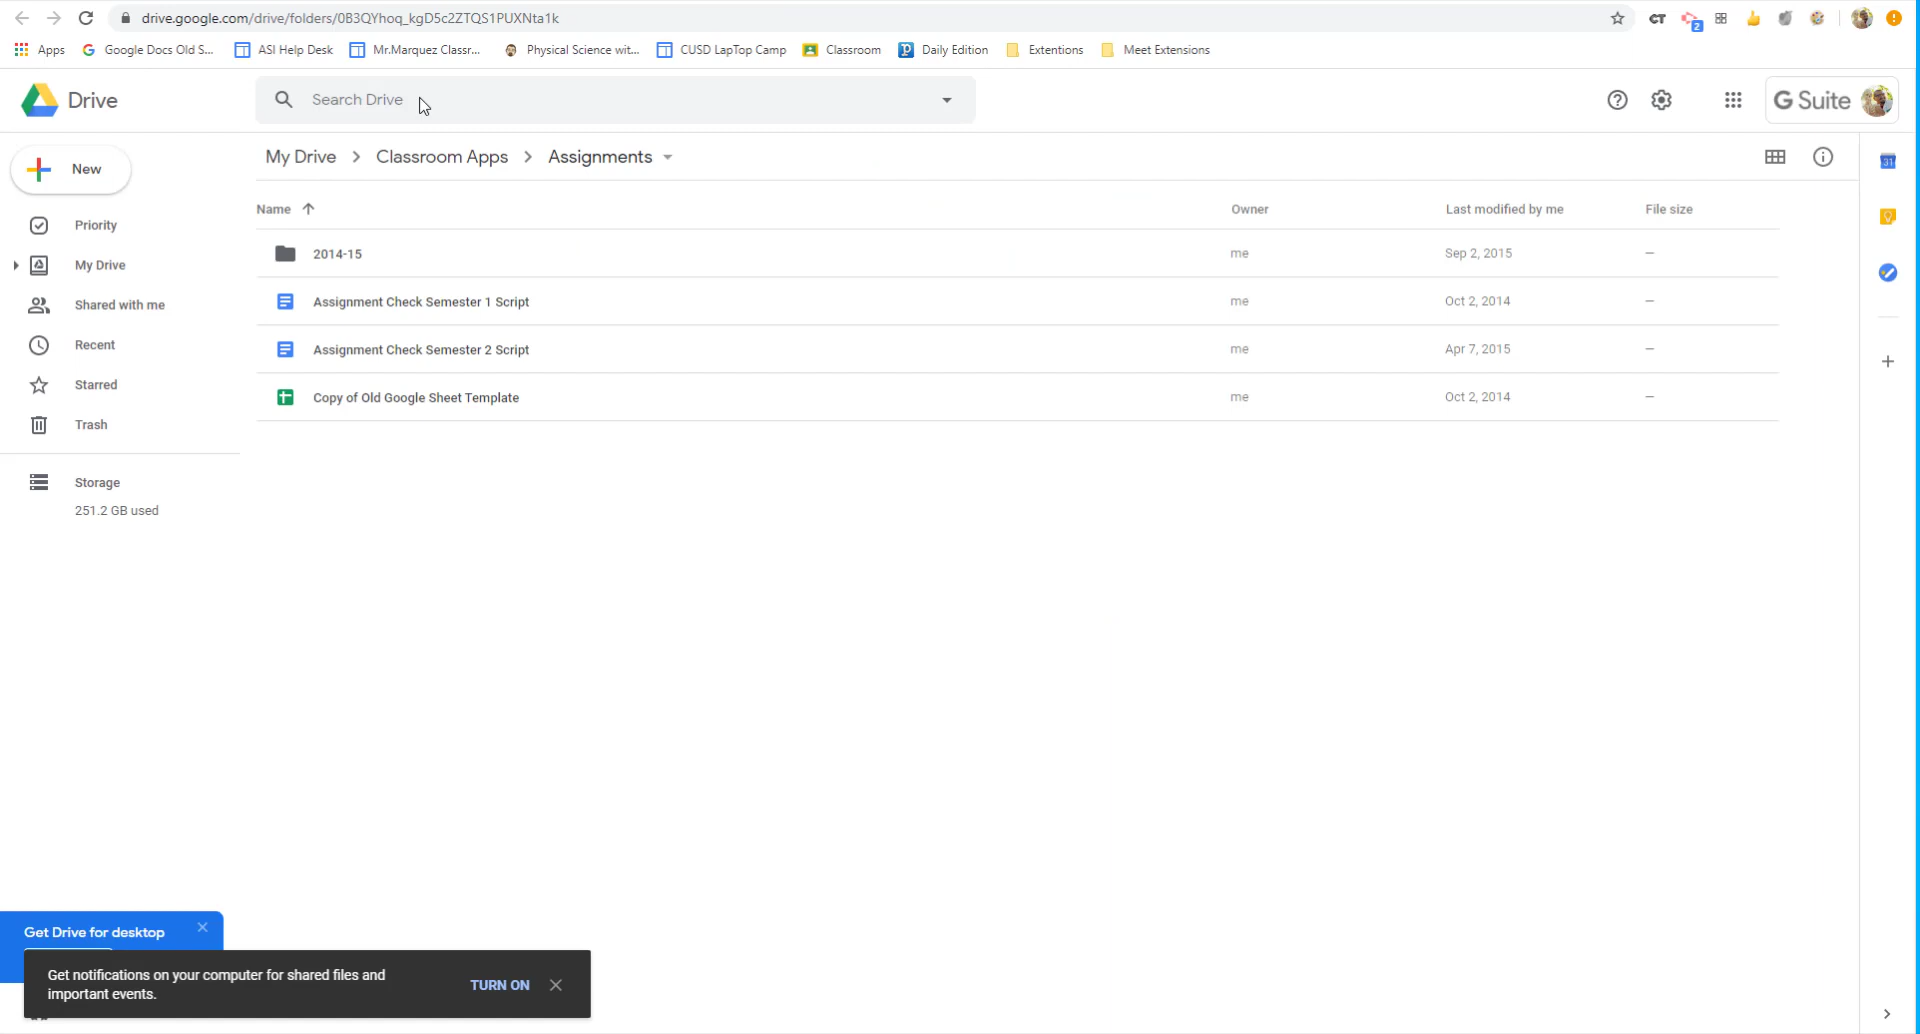 drive.google.com/drive/folders/0B3QYhoq_kgD5c2ZTQS1PUXNta1k
CT
2
Apps
Google Docs Old S...
ASI Help Desk
Mr.Marquez Classr...
Physical Science wit...
CUSD LapTop Camp
Classroom
Daily Edition
Extentions
Meet Extensions
Drive
Search Drive
G Suite
New
My Drive
Classroom Apps
Assignments
31
Name
Owner
Last modified by me
File size
Priority
My Drive
Shared with me
Recent
Starred
Trash
Storage
251.2 GB used
2014-15
me
Sep 2, 2015
—
Assignment Check Semester 1 Script
me
Oct 2, 2014
—
Assignment Check Semester 2 Script
me
Apr 7, 2015
—
Copy of Old Google Sheet Template
me
Oct 2, 2014
—
Get Drive for desktop
Get notifications on your computer for shared files and
important events.
TURN ON